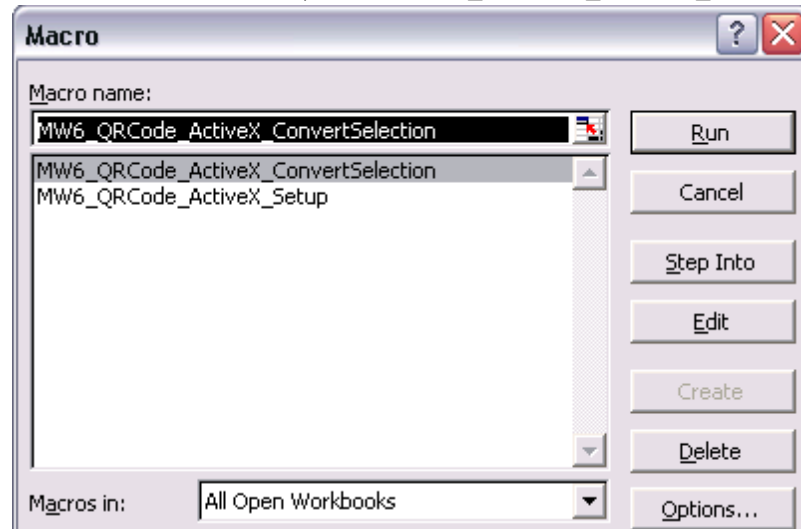 Macro
Macro name:
MW6_QRCode_ActiveX_ConvertSelection
MW6_QRCode_ActiveX_ConvertSelection
MW6_QRCode_ActiveX_Setup
Run
Cancel
Step Into
Edit
Create
Delete
Macros in:
All Open Workbooks
Options...